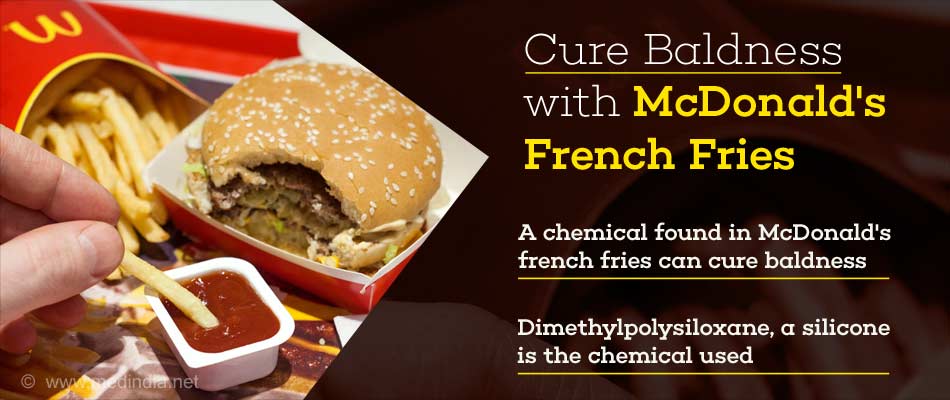 Cure Baldness
with McDonald's
French Fries
A chemical found in McDonald's
french fries can cure baldness
Dimethylpolysiloxane, a silicone
is the chemical used
© www.medindia.net